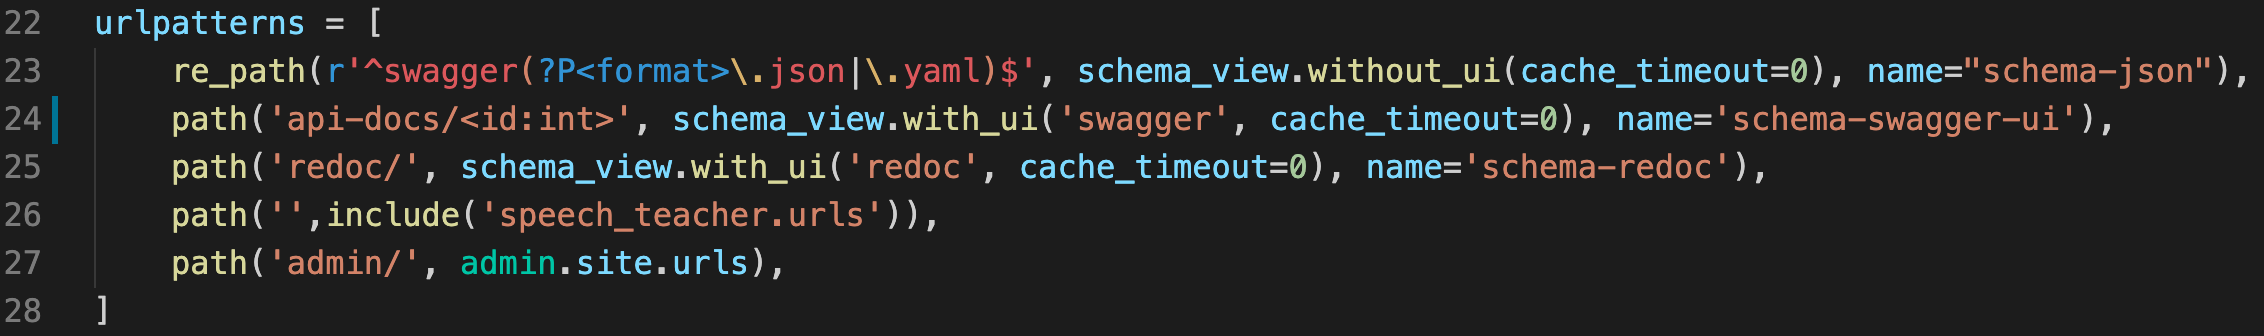 22 urlpatterns = [
23 re_path(r'^swagger(?P<format>\.json|\.yaml)$', schema_view.without_ui(cache_timeout=0), name="schema-json"),
24 path('api-docs/<id:int>', schema_view.with_ui('swagger', cache_timeout=0), name='schema-swagger-ui'),
25 path('redoc/', schema_view.with_ui('redoc', cache_timeout=0), name='schema-redoc'),
26 path('',include('speech_teacher.urls')),
27 path('admin/', admin.site.urls),
28 ]